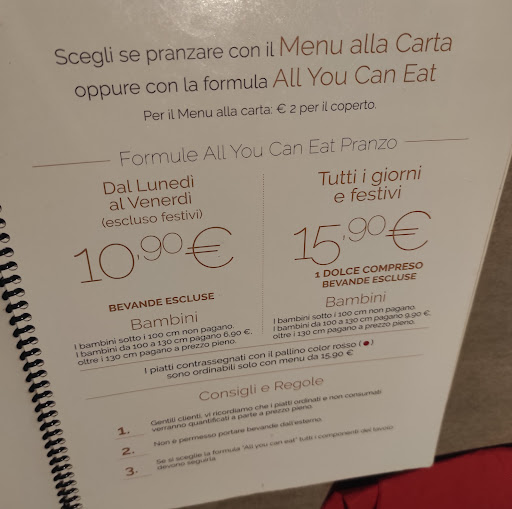 Scegli se pranzare con il Menu alla Carta
oppure con la formula All You Can Eat
Per il Menu alla carta: € 2 per il coperto.
Formule All You Can Eat Pranzo
Dal Lunedì
al Venerdì
(escluso festivi)
10,90€
BEVANDE ESCLUSE
Bambini
I bambini sotto i 100 cm non pagano.
I bambini da 100 a 130 cm pagano 6,90 €,
oltre i 130 cm pagano a prezzo pieno.
Tutti i giorni
e festivi
15,90€
1 DOLCE COMPRESO
BEVANDE ESCLUSE
Bambini
I bambini sotto i 100 cm non pagano.
I bambini da 100 a 130 cm pagano 9,90 €,
oltre i 130 cm pagano a prezzo pieno.
I piatti contrassegnati con il pallino color rosso (●)
sono ordinabili solo con menu da 15,90 €
Consigli e Regole
1. Gentili clienti, vi ricordiamo che i piatti ordinati e non consumati
verranno quantificati a parte a prezzo pieno.
2. Non è permesso portare bevande dall'esterno.
3. Se si sceglie la formula "All you can eat" tutti i componenti del tavolo
devono seguirla.